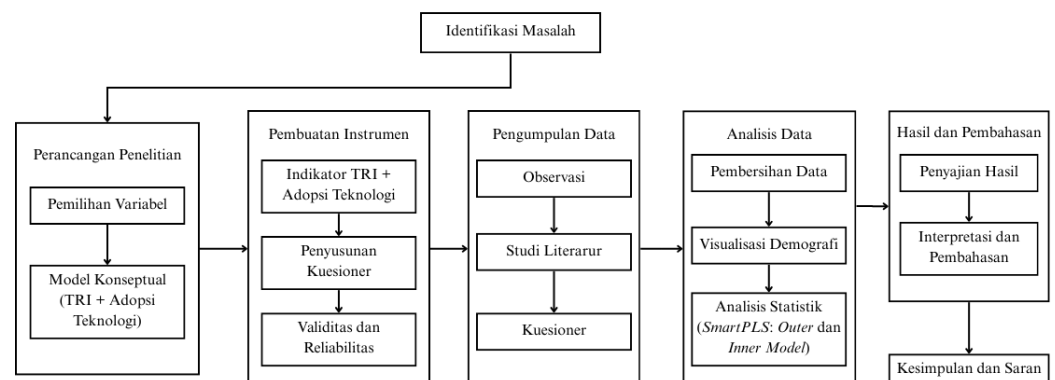 Identifikasi Masalah
Perancangan Penelitian
Pemilihan Variabel
Model Konseptual
(TRI + Adopsi
Teknologi)
Pembuatan Instrumen
Indikator TRI +
Adopsi Teknologi
Penyusunan
Kuesioner
Validitas dan
Reliabilitas
Pengumpulan Data
Observasi
Studi Literarur
Kuesioner
Analisis Data
Pembersihan Data
Visualisasi Demografi
Analisis Statistik
(SmartPLS: Outer dan
Inner Model)
Hasil dan Pembahasan
Penyajian Hasil
Interpretasi dan
Pembahasan
Kesimpulan dan Saran